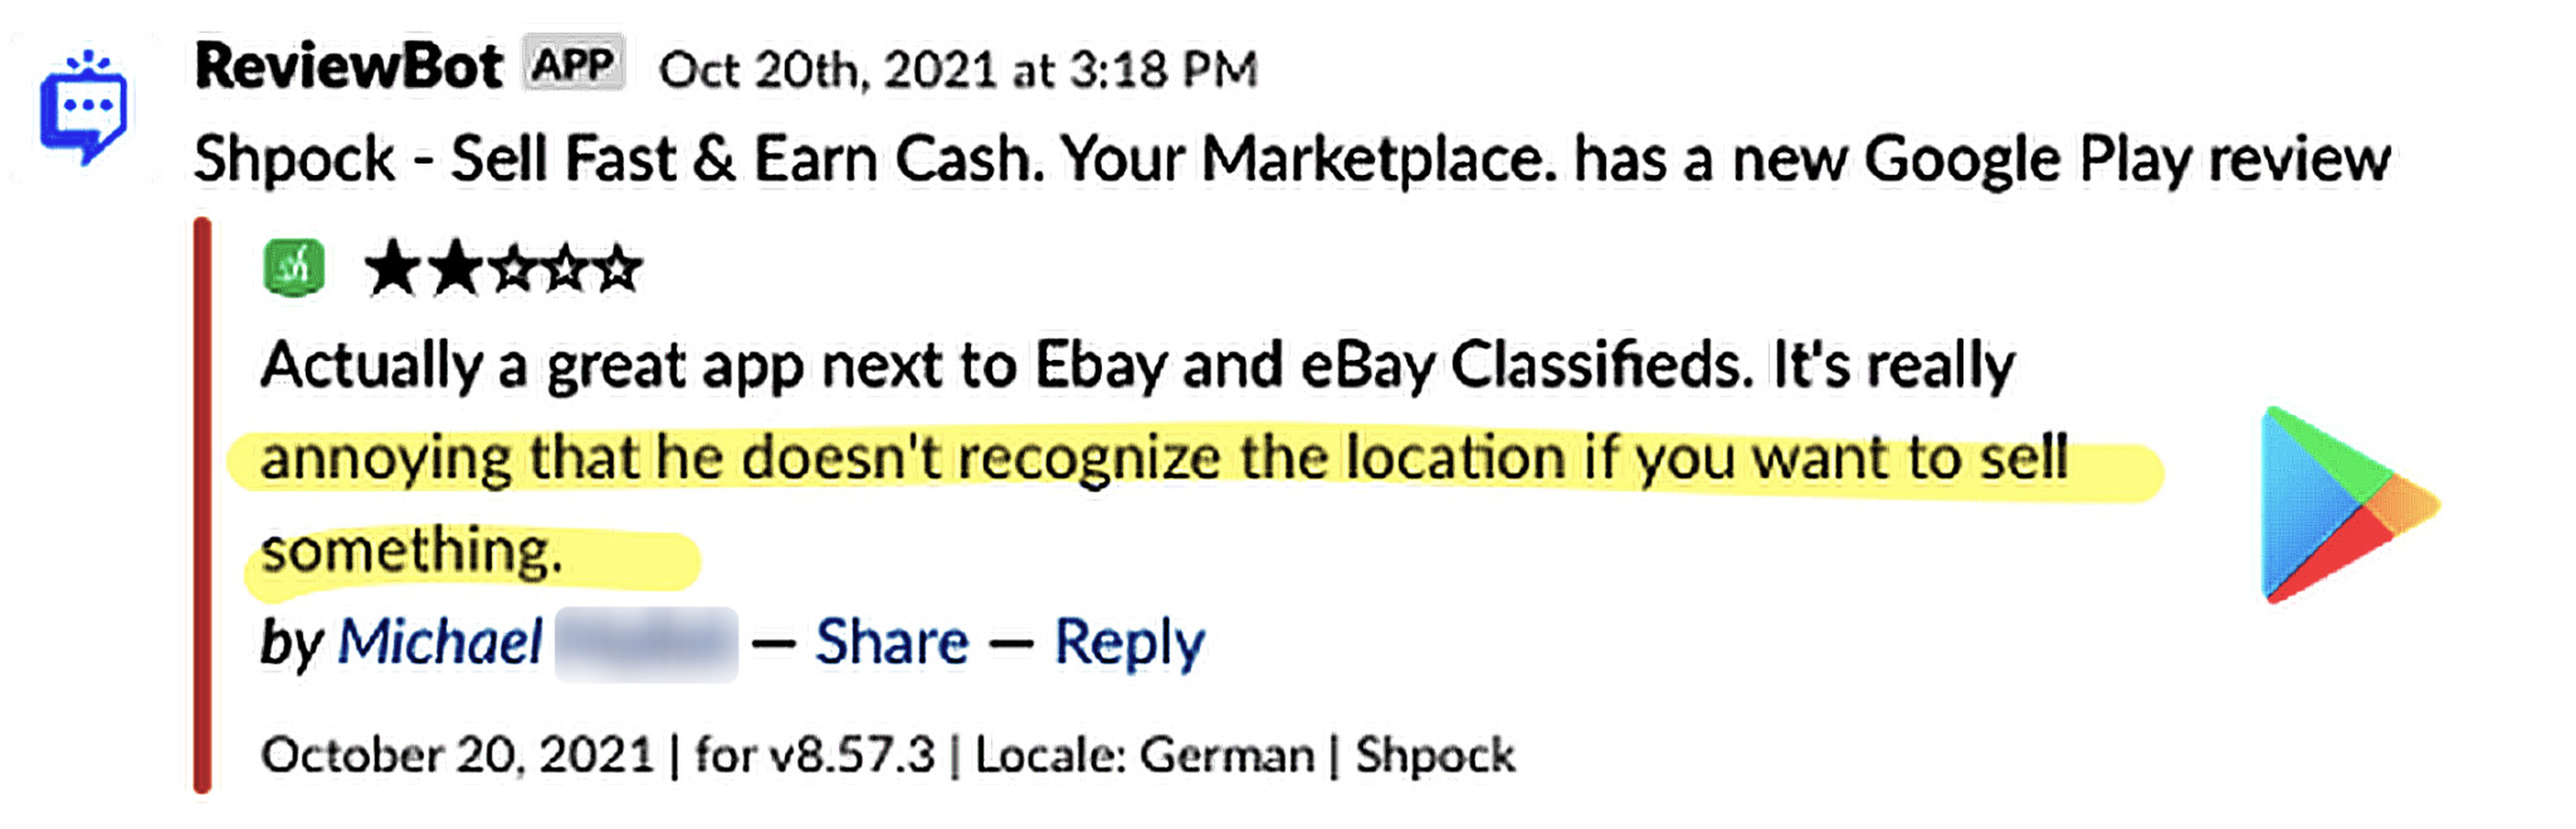 ReviewBot APP Oct 20th, 2021 at 3:18 PM
Shpock - Sell Fast & Earn Cash. Your Marketplace. has a new Google Play review
sh ★★☆☆☆
Actually a great app next to Ebay and eBay Classifieds. It's really
annoying that he doesn't recognize the location if you want to sell
something.
by Michael — Share — Reply
October 20, 2021 | for v8.57.3 | Locale: German | Shpock